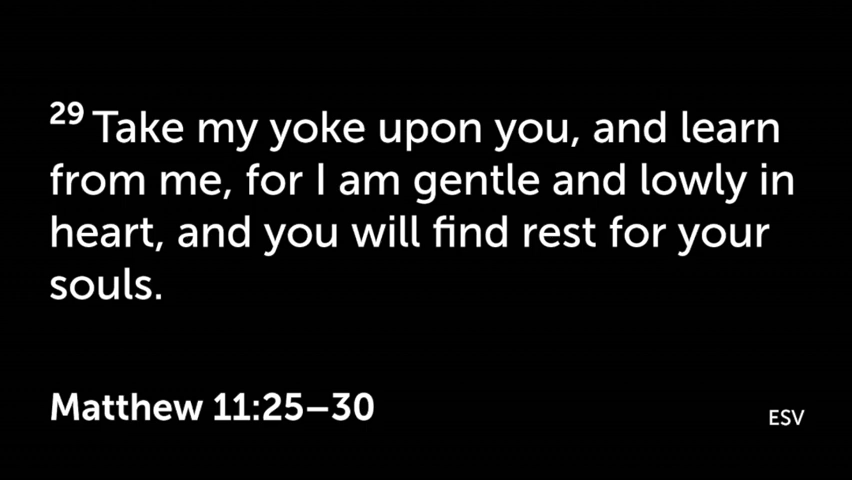 29 Take my yoke upon you, and learn
from me, for I am gentle and lowly in
heart, and you will find rest for your
souls.
Matthew 11:25–30
ESV